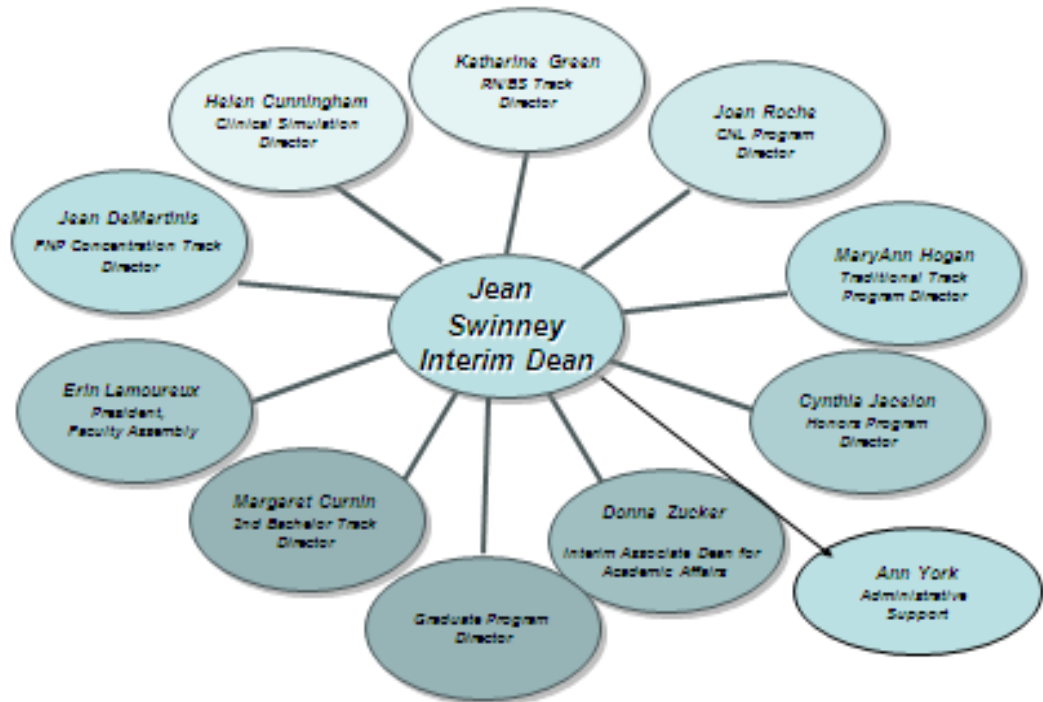 Katharine Green
RN/BS Track
Director
Helen Cunningham
Clinical Simulation
Director
Joan Roche
CNL Program
Director
Jean DeMartinis
FNP Concentration Track
Director
MaryAnn Hogan
Traditional Track
Program Director
Jean
Swinney
Interim Dean
Erin Lamoureux
President,
Faculty Assembly
Cynthia Jacelon
Honors Program
Director
Margaret Curnin
2nd Bachelor Track
Director
Donna Zucker
Interim Associate Dean for
Academic Affairs
Ann York
Administrative
Support
Graduate Program
Director